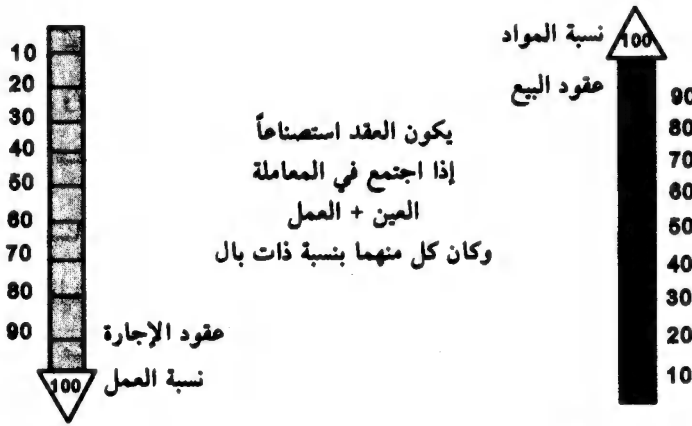 نسبة المواد
100
عقود البيع
90
80
70
60
50
40
30
20
10
يكون العقد استصناعاً
إذا اجتمع في المعاملة
العين + العمل
وكان كل منهما بنسبة ذات بال
10
20
30
40
50
60
70
80
90
عقود الإجارة
100
نسبة العمل